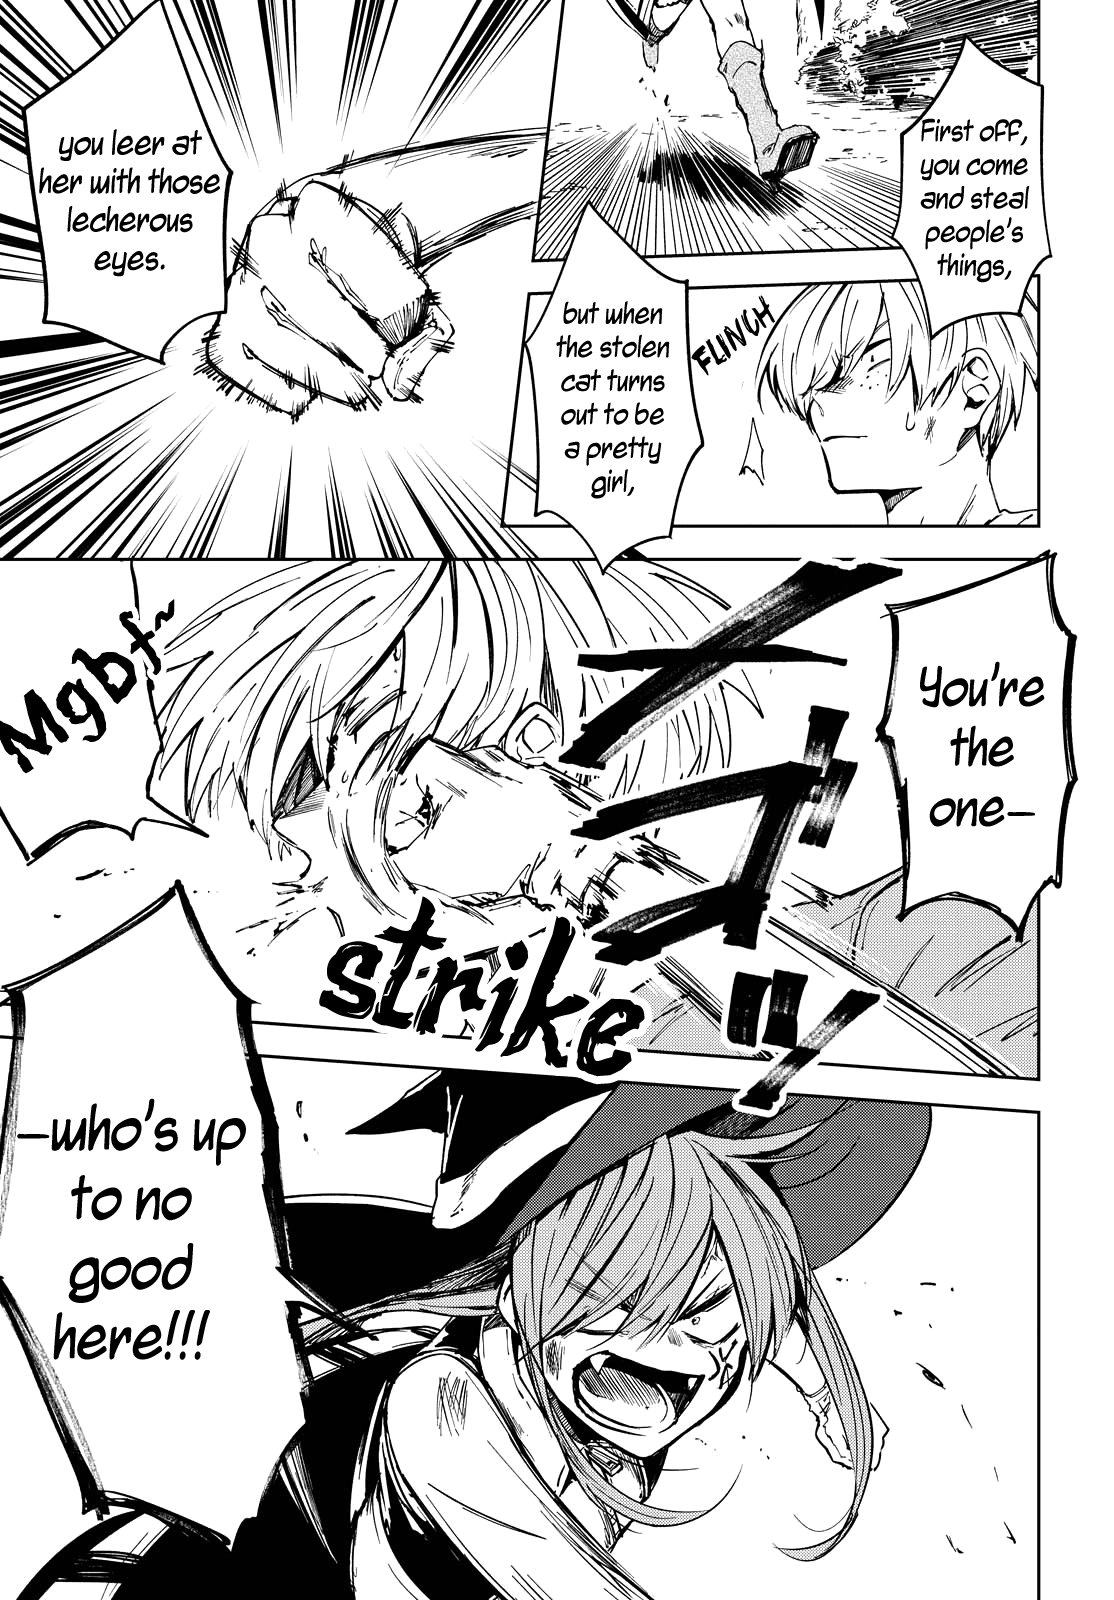 First off,
you come
and steal
people's
things,
FLINCH
but when
the stolen
cat turns
out to be
a pretty
girl,
you leer at
her with those
lecherous
eyes.
You're
the
one—
Mgbf~
strike
—who's up
to no
good
here!!!